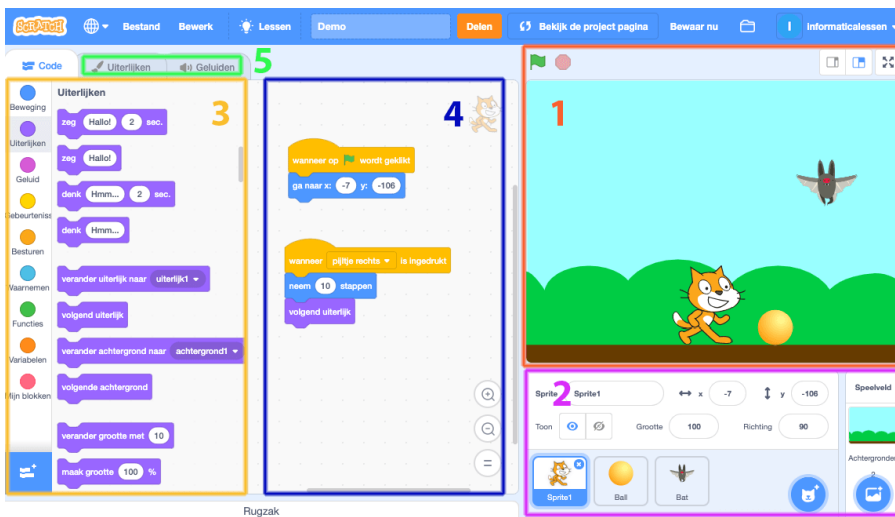 SCRATCH Bestand Bewerk Lessen Demo Delen Bekijk de project pagina Bewaar nu I informaticalessen
Code Uiterlijken Geluiden 5
3
Beweging
Uiterlijken
Geluid
Gebeurteniss
Besturen
Waarnemen
Functies
Variabelen
Mijn blokken
Uiterlijken
zeg Hallo! 2 sec.
zeg Hallo!
denk Hmm... 2 sec.
denk Hmm...
verander uiterlijk naar uiterlijk1
volgend uiterlijk
verander achtergrond naar achtergrond1
volgende achtergrond
verander grootte met 10
maak grootte 100 %
4
wanneer op wordt geklikt
ga naar x: -7 y: -106
wanneer pijltje rechts is ingedrukt
neem 10 stappen
volgend uiterlijk
1
2
Sprite Sprite1 x -7 y -106
Toon Grootte 100 Richting 90
Sprite1 Ball Bat
Speelveld
Achtergronden
2
Rugzak